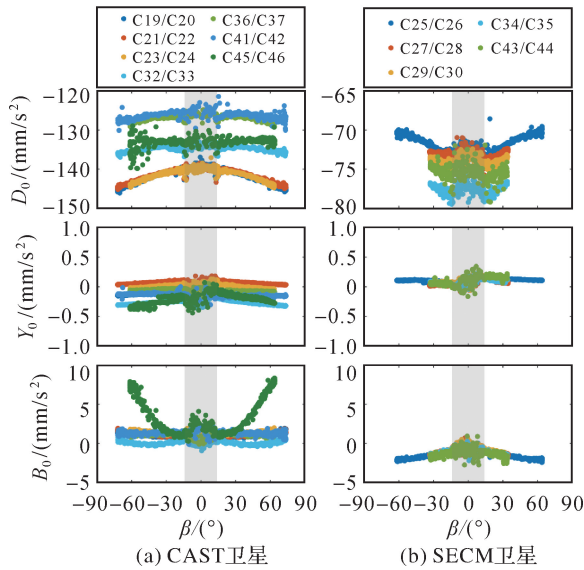 C19/C20 C36/C37
C21/C22 C41/C42
C23/C24 C45/C46
C32/C33
C25/C26 C34/C35
C27/C28 C43/C44
C29/C30
D₀/(mm/s²)
−120
−130
−140
−150
−65
−70
−75
−80
Y₀/(mm/s²)
1.0
0.5
0
−0.5
−1.0
1.0
0.5
0
−0.5
−1.0
B₀/(mm/s²)
10
5
0
−5
10
5
0
−5
−90 −60 −30 0 30 60 90
−90 −60 −30 0 30 60 90
β/(°)
β/(°)
(a) CAST卫星
(b) SECM卫星